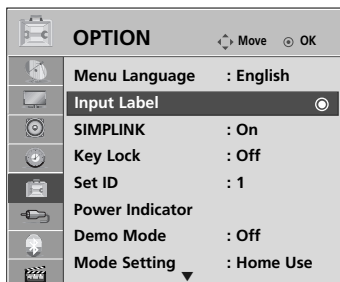 OPTION Move OK
Menu Language : English
Input Label
SIMPLINK : On
Key Lock : Off
Set ID : 1
Power Indicator
Demo Mode : Off
Mode Setting : Home Use